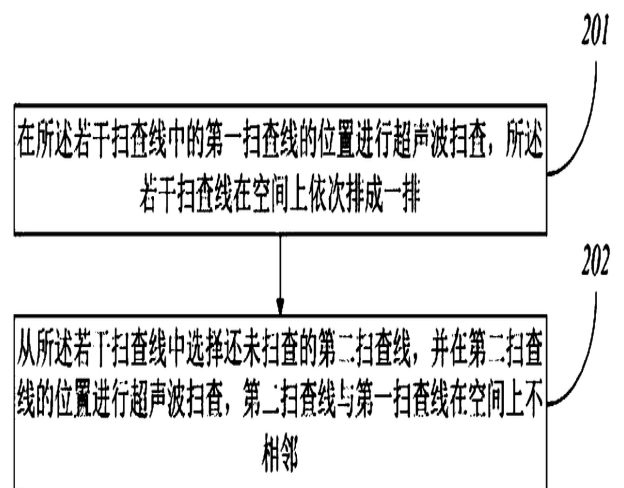 201
在所述若干扫查线中的第一扫查线的位置进行超声波扫查，所述
若干扫查线在空间上依次排成一排
202
从所述若干扫查线中选择还未扫查的第二扫查线，并在第二扫查
线的位置进行超声波扫查，第二扫查线与第一扫查线在空间上不
相邻